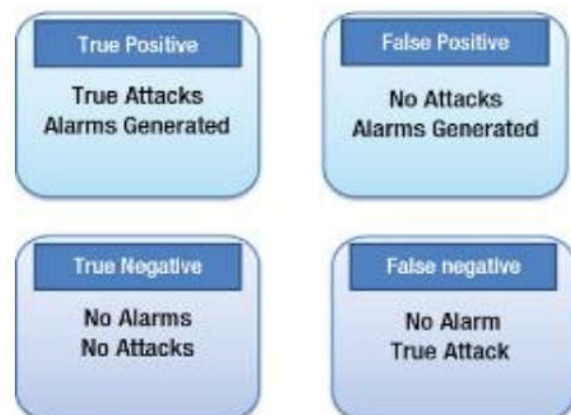 True Positive
True Attacks
Alarms Generated
False Positive
No Attacks
Alarms Generated
True Negative
No Alarms
No Attacks
False negative
No Alarm
True Attack